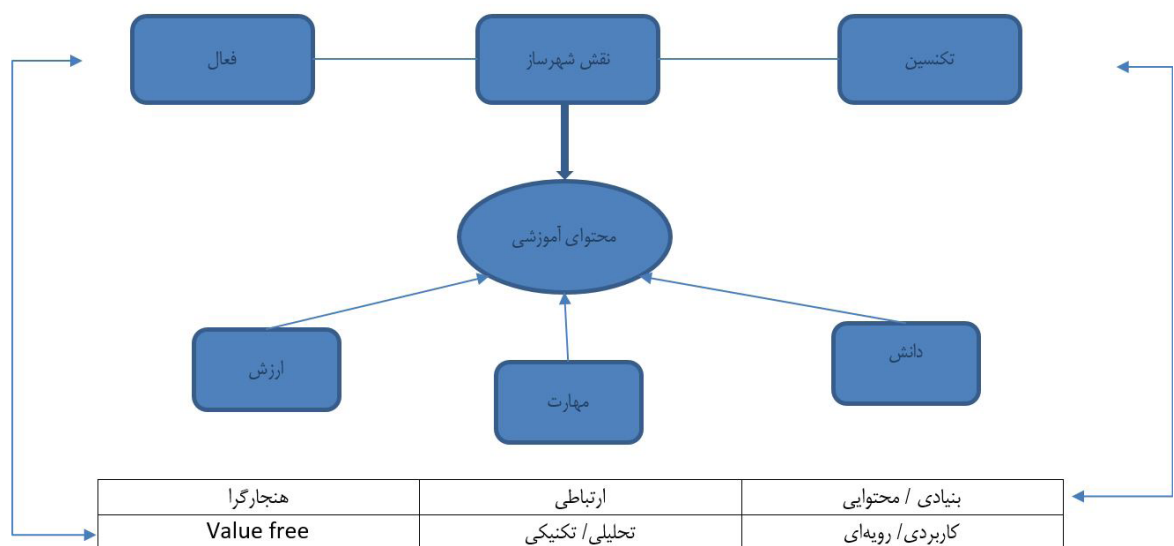 تکنسین
نقش شهرساز
فعال
محتوای آموزشی
دانش
مهارت
ارزش
بنیادی / محتوایی
ارتباطی
هنجارگرا
کاربردی/ رویه‌ای
تحلیلی/ تکنیکی
Value free